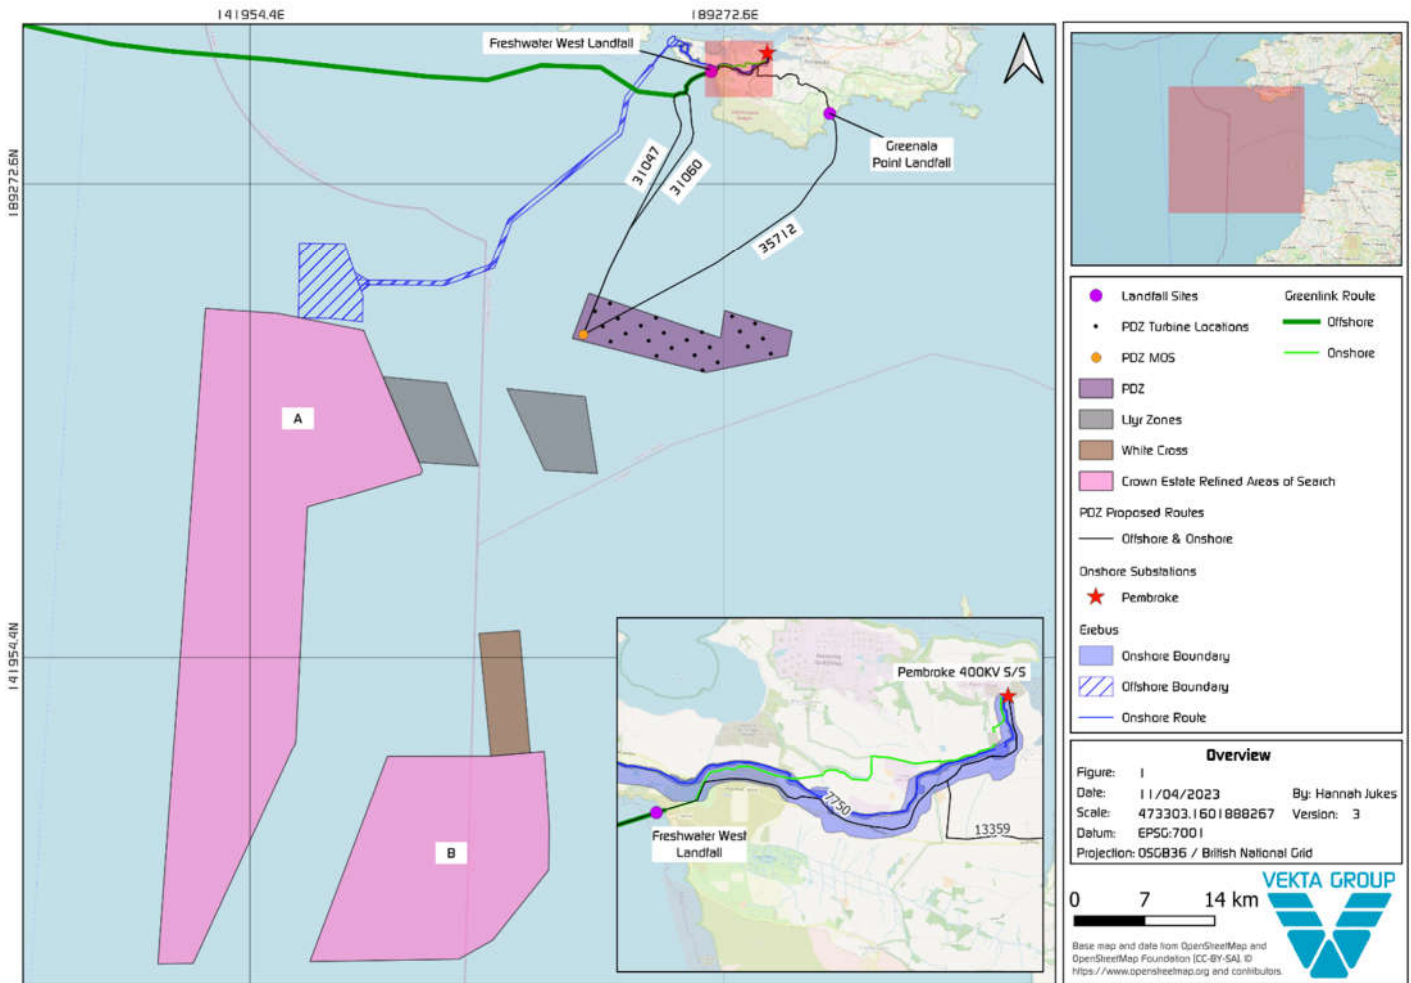 141954.4E
189272.6E
189272.6N
141954.4N
Freshwater West Landfall
Greenala
Point Landfall
31047
31060
35712
A
B
Pembroke 400KV S/S
7750
13359
Freshwater West
Landfall
Landfall Sites
PDZ Turbine Locations
PDZ MOS
PDZ
Llyr Zones
White Cross
Crown Estate Refined Areas of Search
PDZ Proposed Routes
Offshore & Onshore
Onshore Substations
Pembroke
Erebus
Onshore Boundary
Offshore Boundary
Onshore Route
Greenlink Route
Offshore
Onshore
Overview
Figure: 1
Date: 11/04/2023 By: Hannah Jukes
Scale: 473303.1601888267 Version: 3
Datum: EPSG:7001
Projection: OSGB36 / British National Grid
0 7 14 km
VEKTA GROUP
Base map and data from OpenStreetMap and
OpenStreetMap Foundation (CC-BY-SA). ©
https://www.openstreetmap.org and contributors.